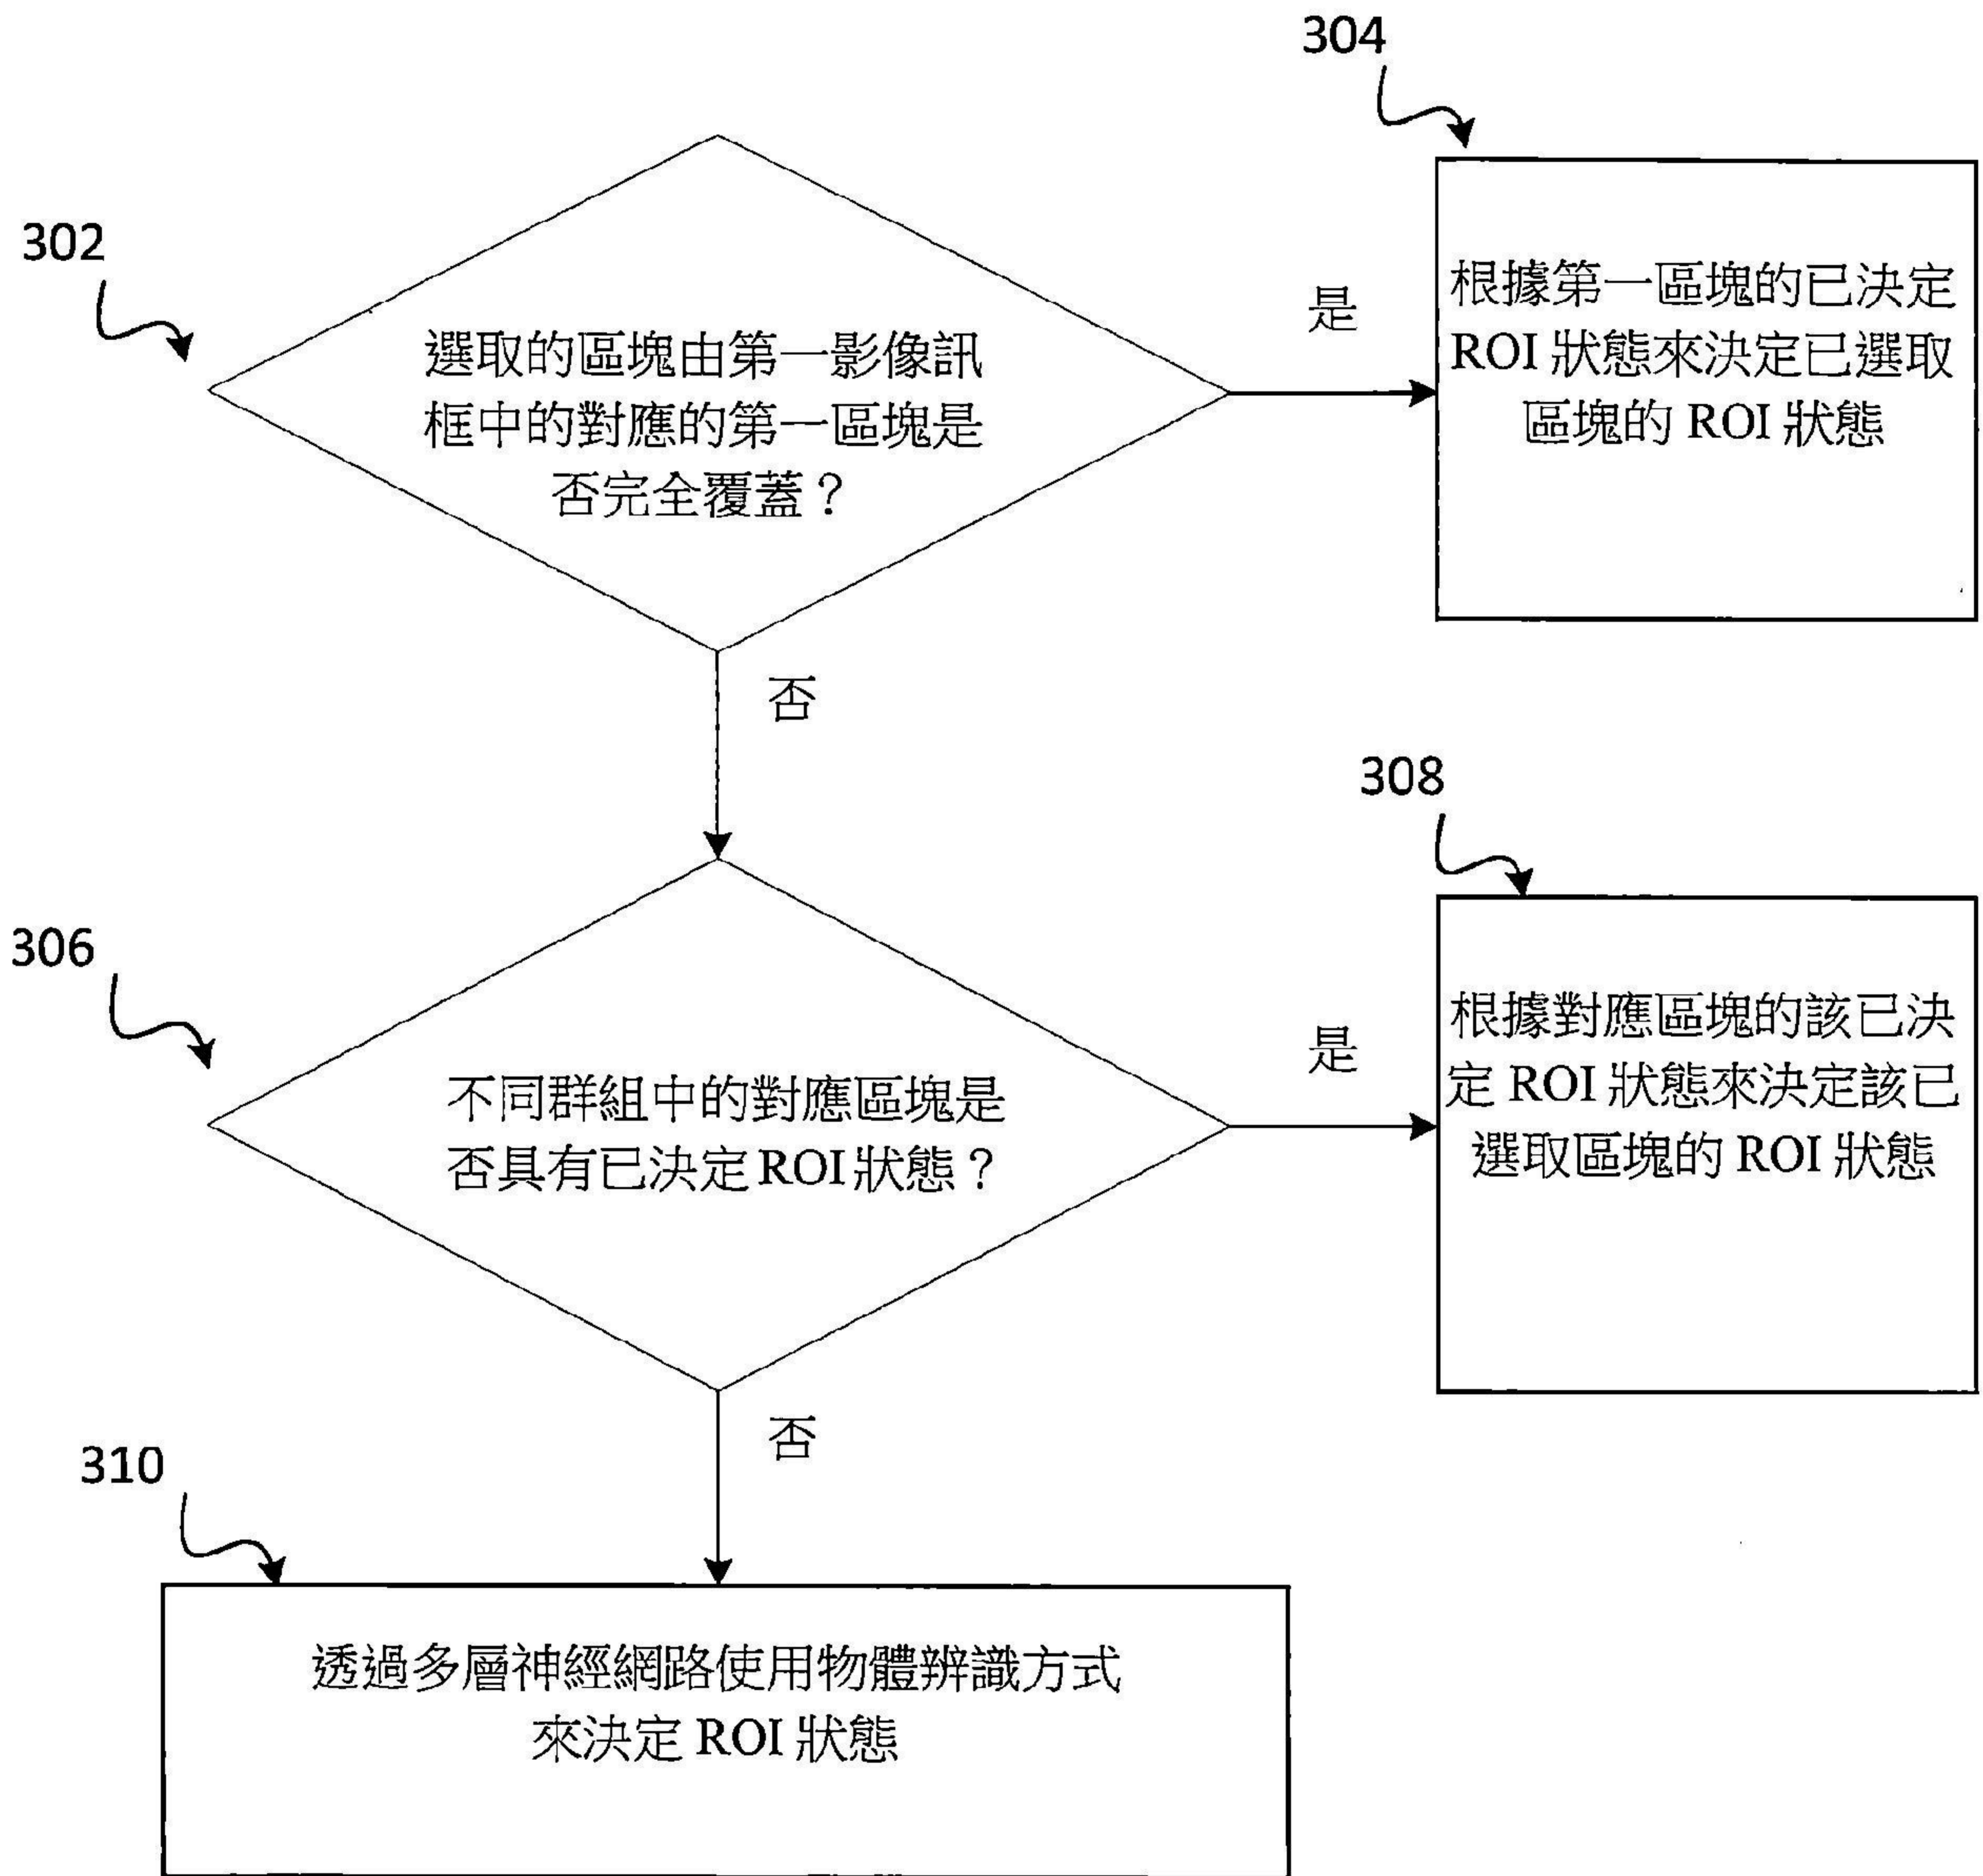 304
302
選取的區塊由第一影像訊
框中的對應的第一區塊是
否完全覆蓋？
是
根據第一區塊的已決定
ROI 狀態來決定已選取
區塊的 ROI 狀態
否
308
306
不同群組中的對應區塊是
否具有已決定ROI狀態？
是
根據對應區塊的該已決
定 ROI 狀態來決定該已
選取區塊的 ROI 狀態
否
310
透過多層神經網路使用物體辨識方式
來決定 ROI 狀態